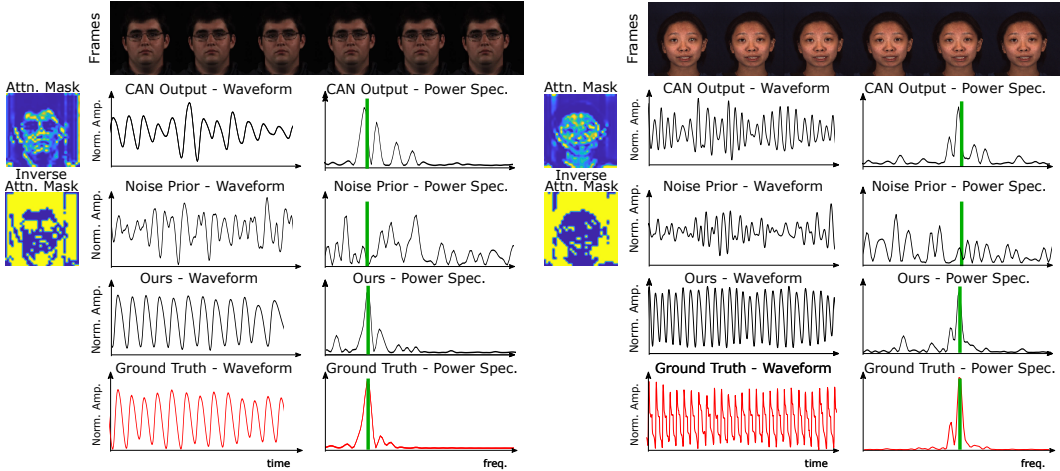 Frames
Attn. Mask
CAN Output - Waveform
CAN Output - Power Spec.
Norm. Amp.
Inverse
Attn. Mask
Noise Prior - Waveform
Noise Prior - Power Spec.
Norm. Amp.
Ours - Waveform
Ours - Power Spec.
Norm. Amp.
Ground Truth - Waveform
Ground Truth - Power Spec.
Norm. Amp.
time
freq.
Frames
Attn. Mask
CAN Output - Waveform
CAN Output - Power Spec.
Norm. Amp.
Inverse
Attn. Mask
Noise Prior - Waveform
Noise Prior - Power Spec.
Norm. Amp.
Ours - Waveform
Ours - Power Spec.
Norm. Amp.
Ground Truth - Waveform
Ground Truth - Power Spec.
Norm. Amp.
time
freq.